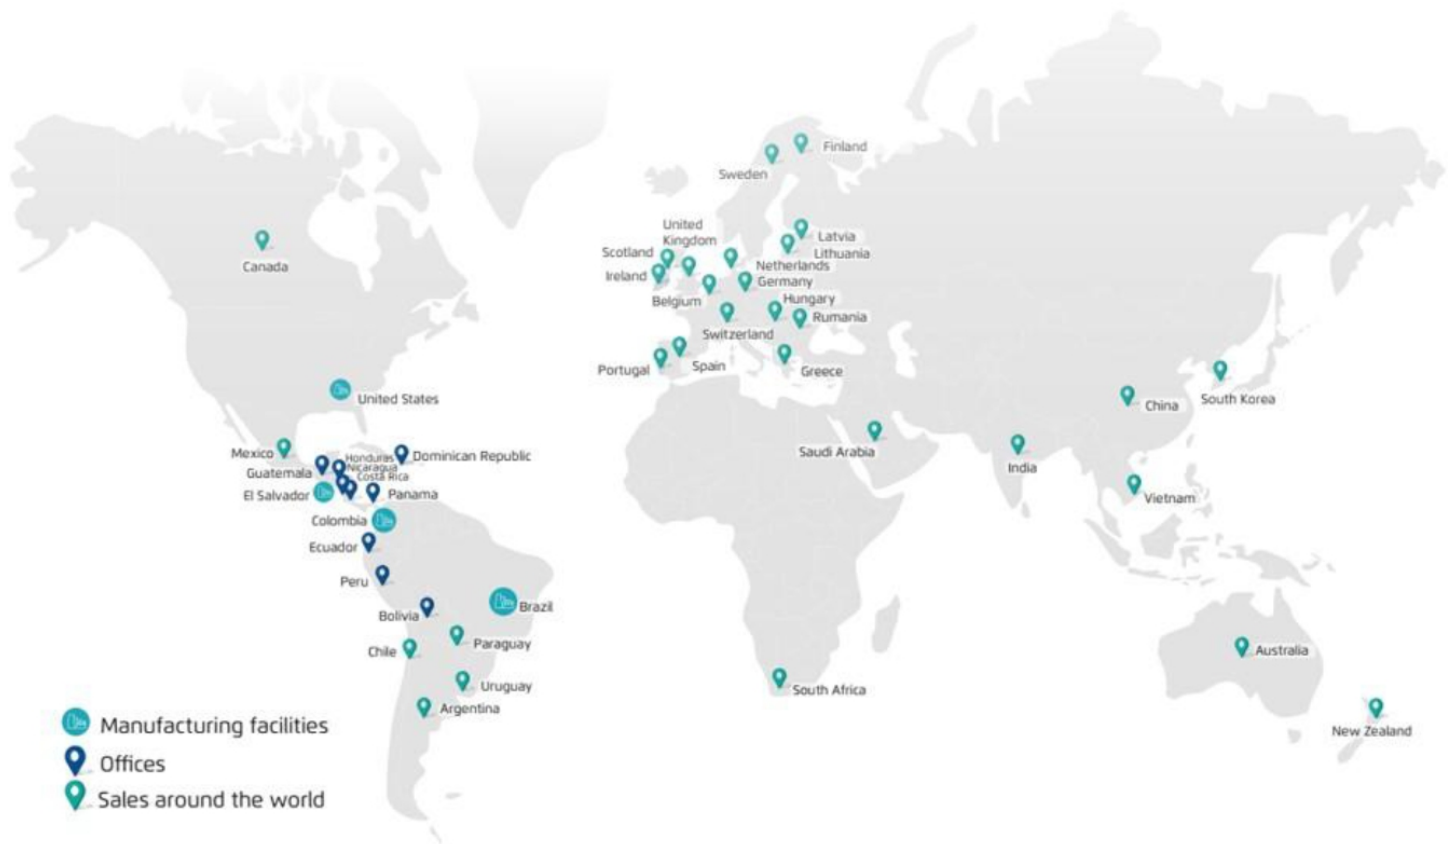 Finland
Sweden
United
Kingdom
Latvia
Scotland
Lithuania
Netherlands
Ireland
Germany
Belgium
Hungary
Rumania
Switzerland
Portugal
Spain
Greece
Canada
United States
Mexico
Honduras
Dominican Republic
Nicaragua
Guatemala
Costa Rica
El Salvador
Panama
Colombia
Ecuador
Peru
Bolivia
Brazil
Chile
Paraguay
Uruguay
Argentina
Saudi Arabia
South Africa
India
China
South Korea
Vietnam
Australia
New Zealand
Manufacturing facilities
Offices
Sales around the world